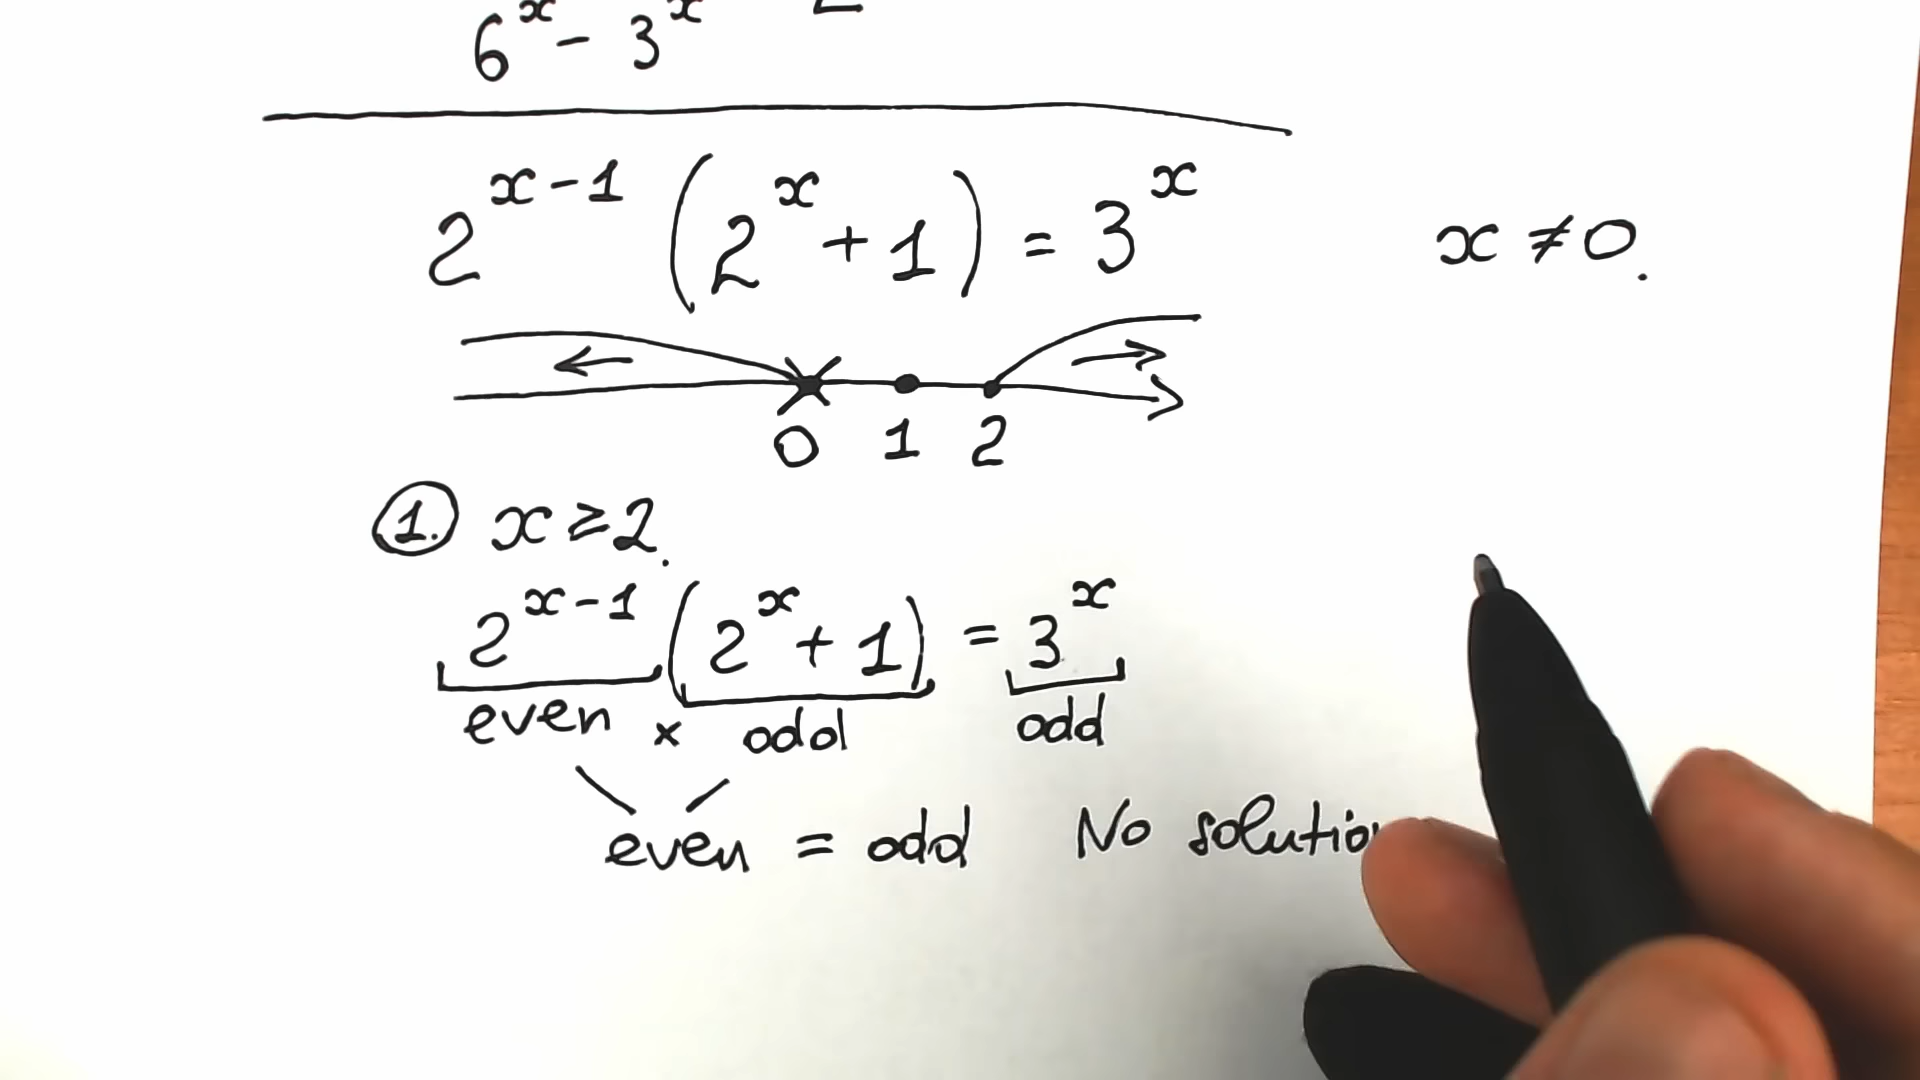 6^x - 3^x
2^{x-1} (2^x + 1) = 3^x x ≠ 0.
0 1 2
1. x ≥ 2.
2^{x-1} (2^x + 1) = 3^x
even × odd odd
even = odd No solution